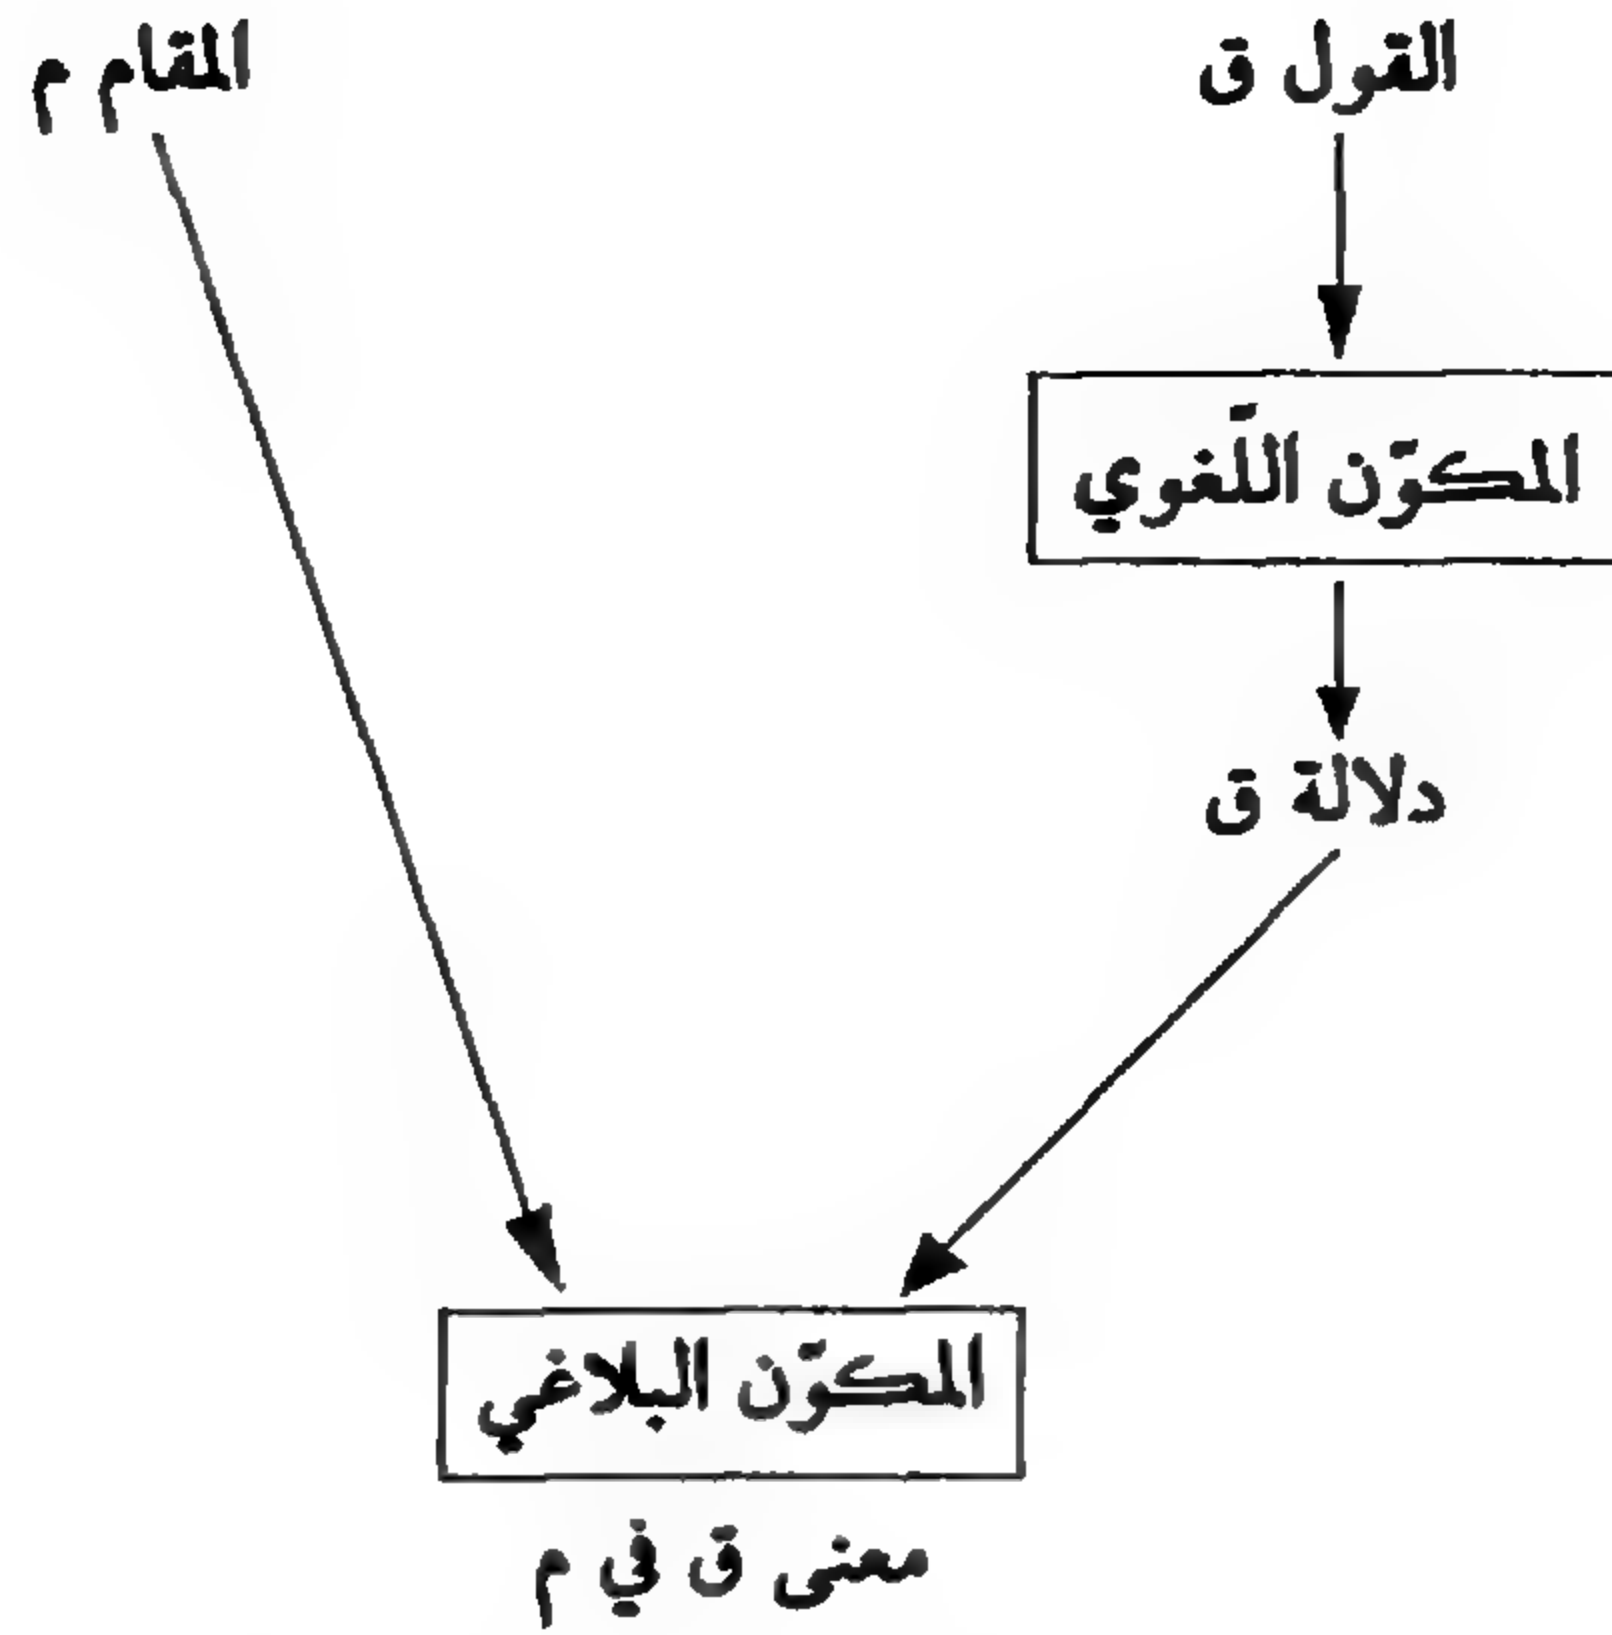 القول ق
المقام م
المكوّن اللّغوي
دلالة ق
المكوّن البلاغي
معنى ق في م